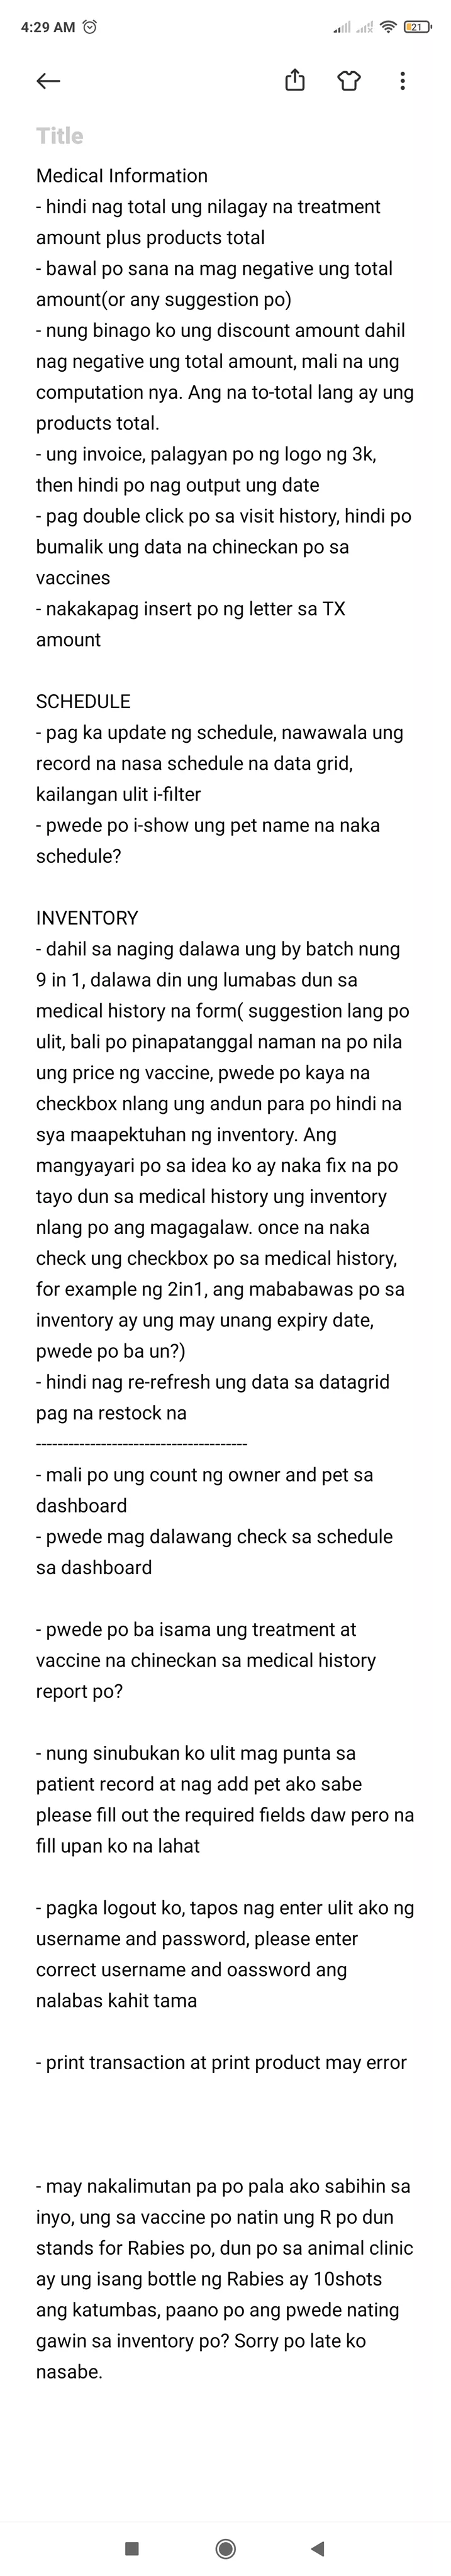 4:29 AM
21
Title
Medical Information
- hindi nag total ung nilagay na treatment
amount plus products total
- bawal po sana na mag negative ung total
amount(or any suggestion po)
- nung binago ko ung discount amount dahil
nag negative ung total amount, mali na ung
computation nya. Ang na to-total lang ay ung
products total.
- ung invoice, palagyan po ng logo ng 3k,
then hindi po nag output ung date
- pag double click po sa visit history, hindi po
bumalik ung data na chineckan po sa
vaccines
- nakakapag insert po ng letter sa TX
amount
SCHEDULE
- pag ka update ng schedule, nawawala ung
record na nasa schedule na data grid,
kailangan ulit i-filter
- pwede po i-show ung pet name na naka
schedule?
INVENTORY
- dahil sa naging dalawa ung by batch nung
9 in 1, dalawa din ung lumabas dun sa
medical history na form( suggestion lang po
ulit, bali po pinapatanggal naman na po nila
ung price ng vaccine, pwede po kaya na
checkbox nlang ung andun para po hindi na
sya maapektuhan ng inventory. Ang
mangyayari po sa idea ko ay naka fix na po
tayo dun sa medical history ung inventory
nlang po ang magagalaw. once na naka
check ung checkbox po sa medical history,
for example ng 2in1, ang mababawas po sa
inventory ay ung may unang expiry date,
pwede po ba un?)
- hindi nag re-refresh ung data sa datagrid
pag na restock na
---------------------------------------
- mali po ung count ng owner and pet sa
dashboard
- pwede mag dalawang check sa schedule
sa dashboard
- pwede po ba isama ung treatment at
vaccine na chineckan sa medical history
report po?
- nung sinubukan ko ulit mag punta sa
patient record at nag add pet ako sabe
please fill out the required fields daw pero na
fill upan ko na lahat
- pagka logout ko, tapos nag enter ulit ako ng
username and password, please enter
correct username and oassword ang
nalabas kahit tama
- print transaction at print product may error
- may nakalimutan pa po pala ako sabihin sa
inyo, ung sa vaccine po natin ung R po dun
stands for Rabies po, dun po sa animal clinic
ay ung isang bottle ng Rabies ay 10shots
ang katumbas, paano po ang pwede nating
gawin sa inventory po? Sorry po late ko
nasabe.